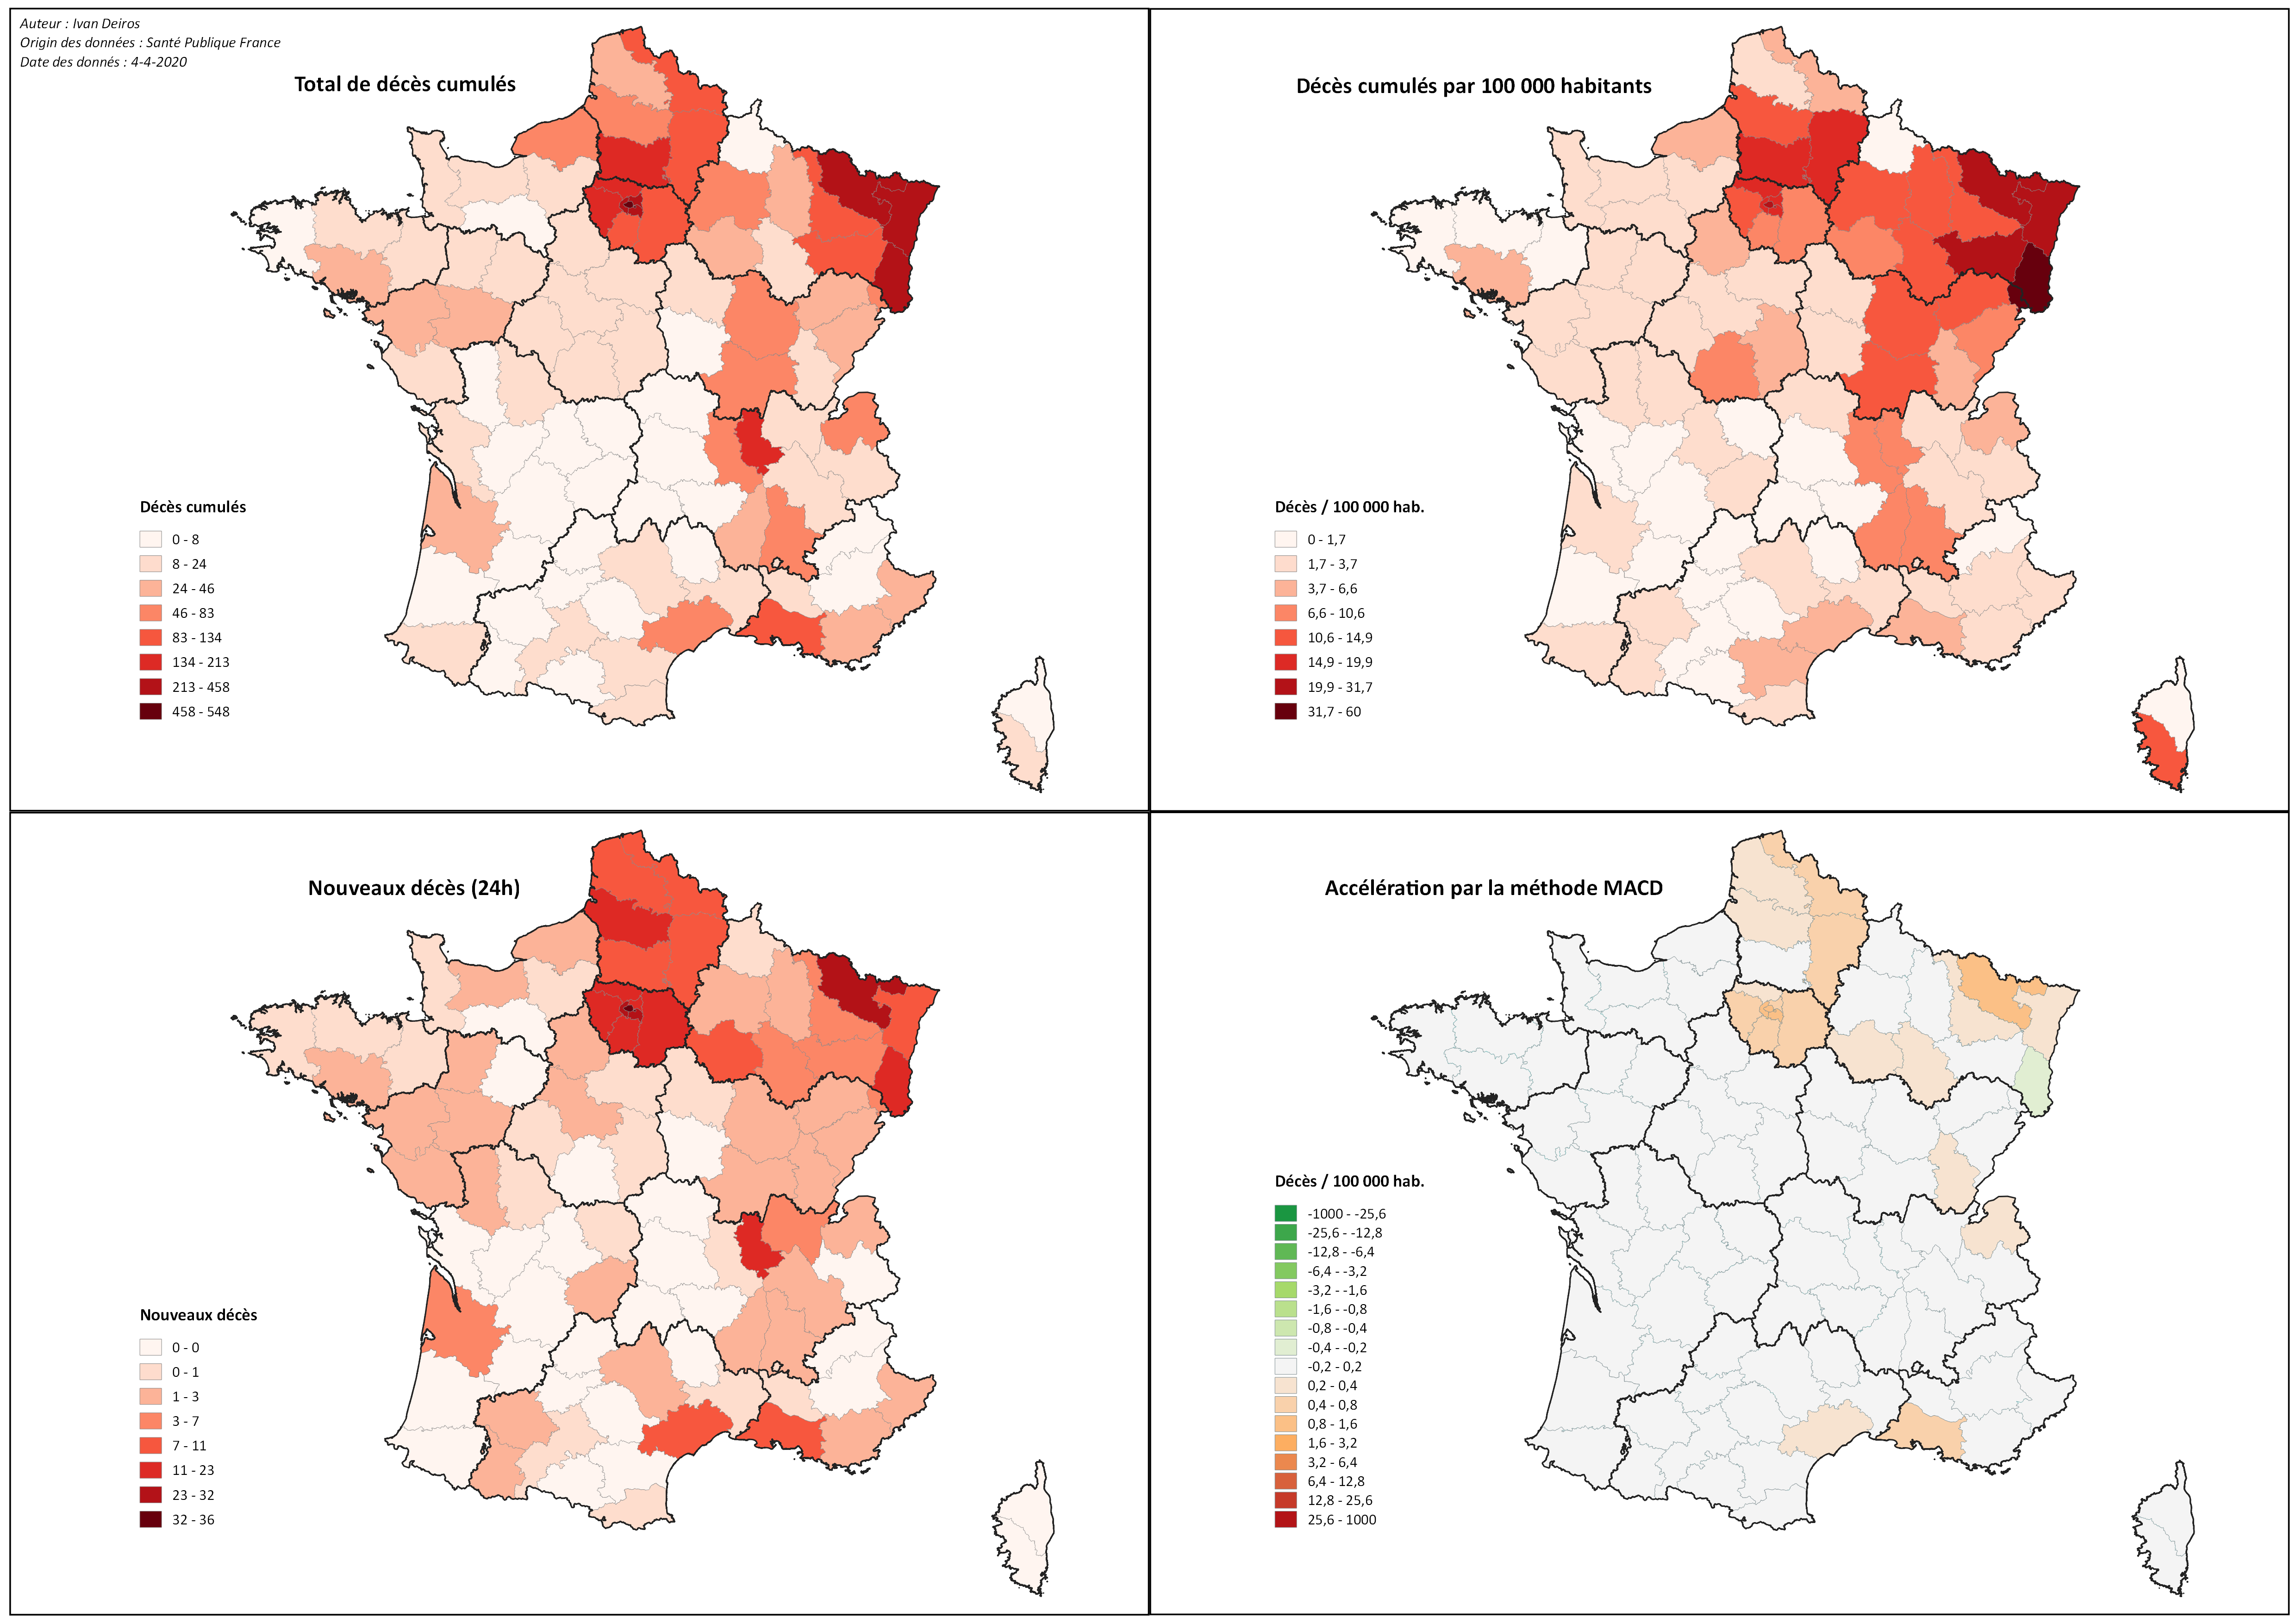 Auteur : Ivan Deiros
Origin des données : Santé Publique France
Date des donnés : 4-4-2020
Total de décès cumulés
Décès cumulés
0 - 8
8 - 24
24 - 46
46 - 83
83 - 134
134 - 213
213 - 458
458 - 548
Décès cumulés par 100 000 habitants
Décès / 100 000 hab.
0 - 1,7
1,7 - 3,7
3,7 - 6,6
6,6 - 10,6
10,6 - 14,9
14,9 - 19,9
19,9 - 31,7
31,7 - 60
Nouveaux décès (24h)
Nouveaux décès
0 - 0
0 - 1
1 - 3
3 - 7
7 - 11
11 - 23
23 - 32
32 - 36
Accélération par la méthode MACD
Décès / 100 000 hab.
-1000 - -25,6
-25,6 - -12,8
-12,8 - -6,4
-6,4 - -3,2
-3,2 - -1,6
-1,6 - -0,8
-0,8 - -0,4
-0,4 - -0,2
-0,2 - 0,2
0,2 - 0,4
0,4 - 0,8
0,8 - 1,6
1,6 - 3,2
3,2 - 6,4
6,4 - 12,8
12,8 - 25,6
25,6 - 1000